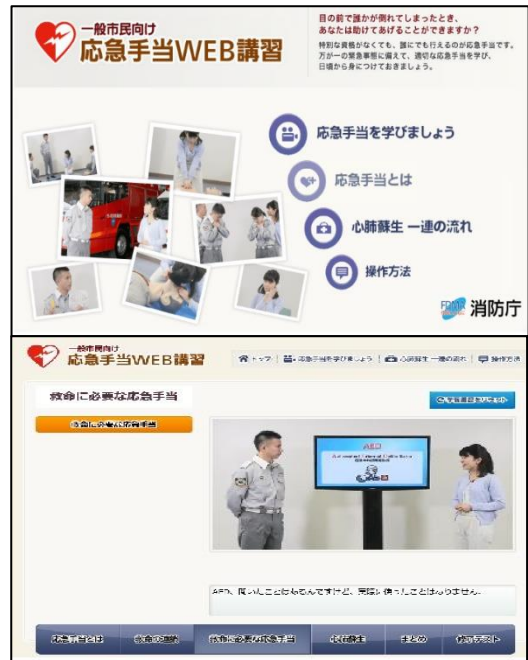 一般市民向け
応急手当WEB講習
目の前で誰かが倒れてしまったとき、
あなたは助けてあげることができますか？
特別な資格がなくても、誰にでも行えるのが応急手当です。
万が一の緊急事態に備えて、適切な応急手当を学び、
日頃から身につけておきましょう。
応急手当を学びましょう
応急手当とは
心肺蘇生 一連の流れ
操作方法
FDMA 消防庁
一般市民向け
応急手当WEB講習
トップ
応急手当を学びましょう
心肺蘇生 一連の流れ
操作方法
救命に必要な応急手当
救命に必要な応急手当
AED
Automated External Defibrillator
AED、聞いたことはあるんですけど、実際に使ったことはありません。
応急手当とは
救命の連鎖
救命に必要な応急手当
心肺蘇生
まとめ